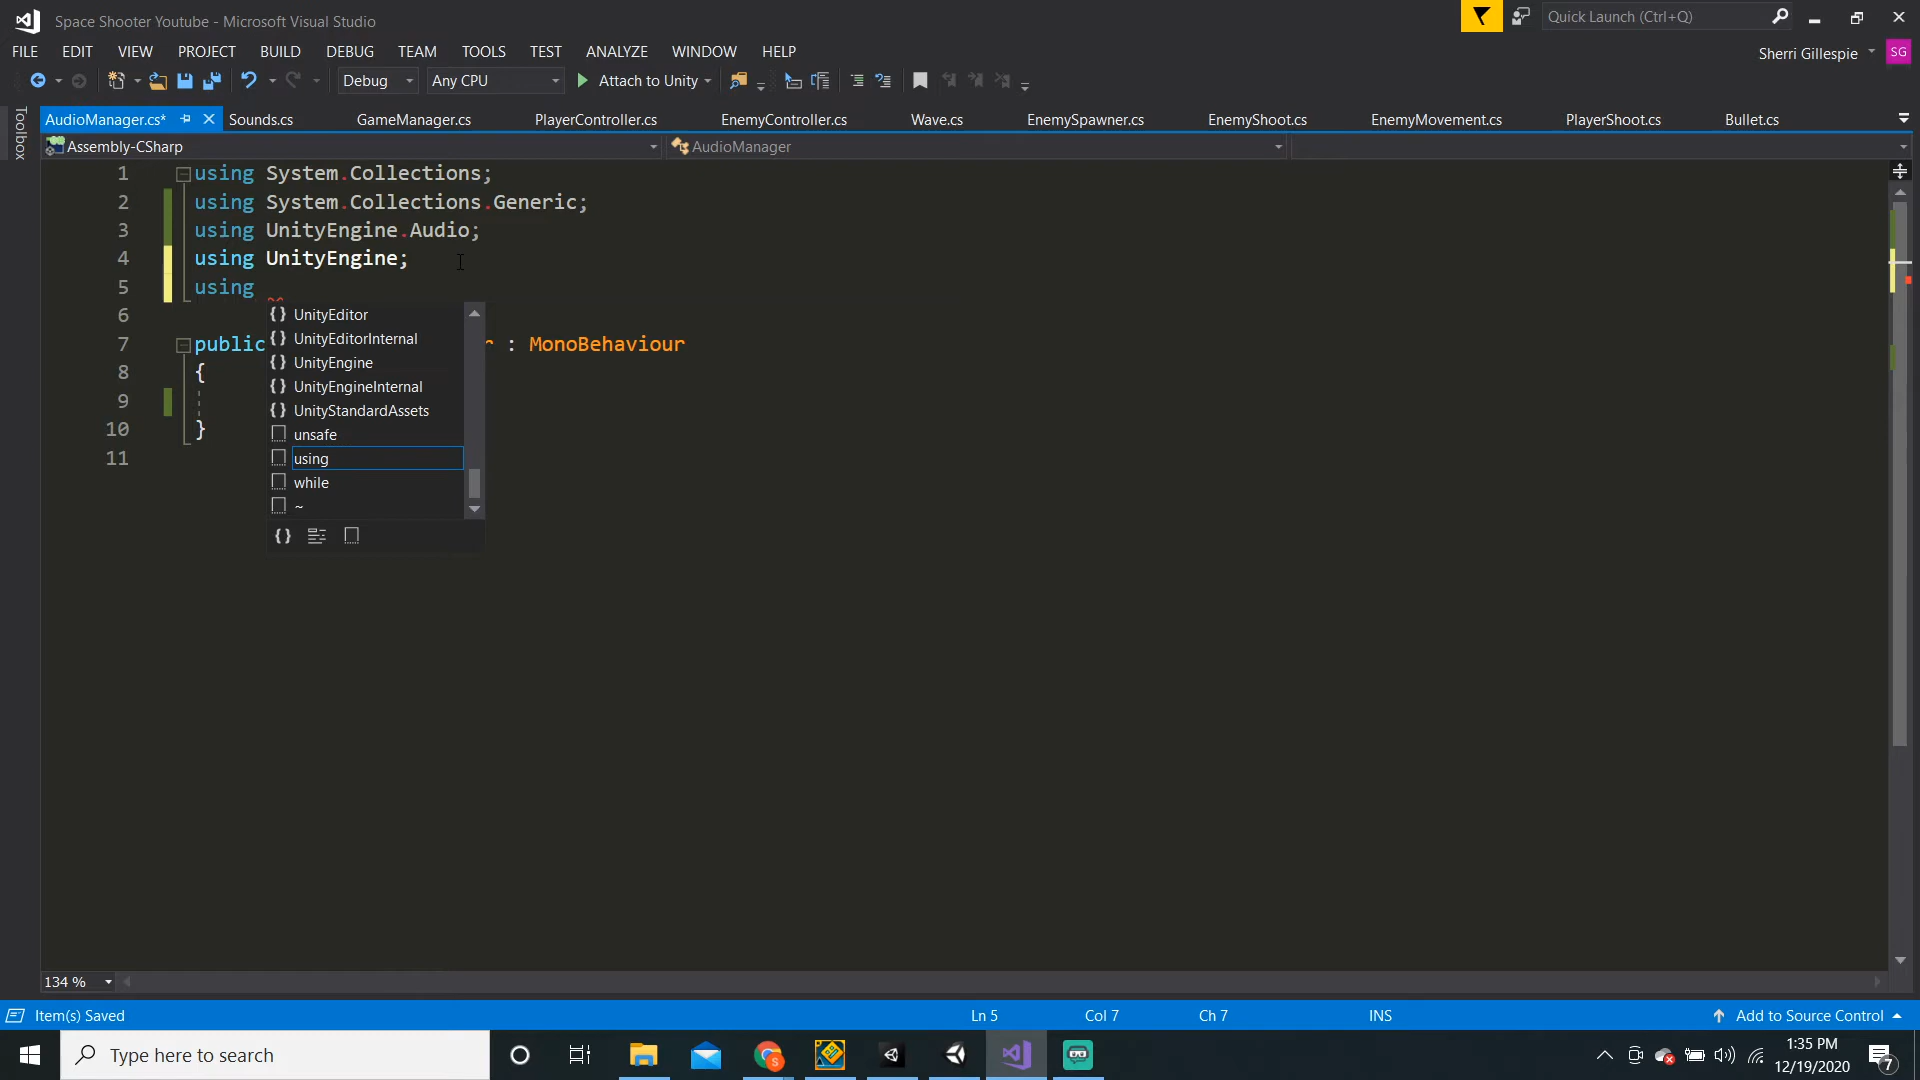 Space Shooter Youtube - Microsoft Visual Studio
Quick Launch (Ctrl+Q)
FILE EDIT VIEW PROJECT BUILD DEBUG TEAM TOOLS TEST ANALYZE WINDOW HELP
Sherri Gillespie SG
Debug Any CPU Attach to Unity
Toolbox
AudioManager.cs* Sounds.cs GameManager.cs PlayerController.cs EnemyController.cs Wave.cs EnemySpawner.cs EnemyShoot.cs EnemyMovement.cs PlayerShoot.cs Bullet.cs
Assembly-CSharp AudioManager
1 using System.Collections;
2 using System.Collections.Generic;
3 using UnityEngine.Audio;
4 using UnityEngine;
5 using
6
7 public r : MonoBehaviour
8 {
9
10 }
11
{ } UnityEditor
{ } UnityEditorInternal
{ } UnityEngine
{ } UnityEngineInternal
{ } UnityStandardAssets
unsafe
using
while
~
{ }
134 %
Item(s) Saved Ln 5 Col 7 Ch 7 INS Add to Source Control
Type here to search
1:35 PM
12/19/2020
7